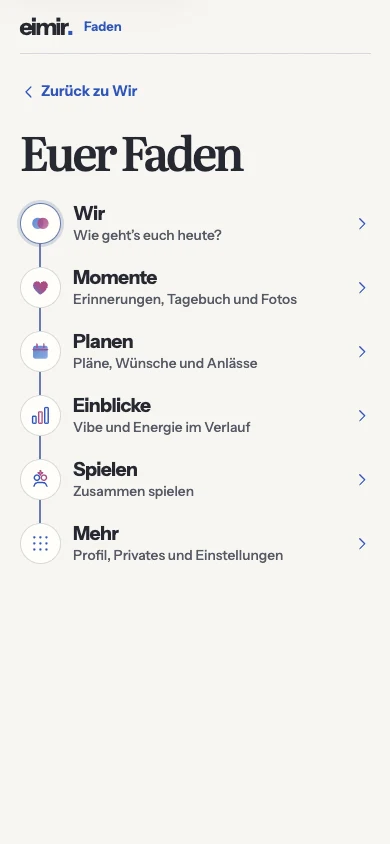 eimir. Faden
Zurück zu Wir
Euer Faden
Wir
Wie geht's euch heute?
Momente
Erinnerungen, Tagebuch und Fotos
Planen
Pläne, Wünsche und Anlässe
Einblicke
Vibe und Energie im Verlauf
Spielen
Zusammen spielen
Mehr
Profil, Privates und Einstellungen